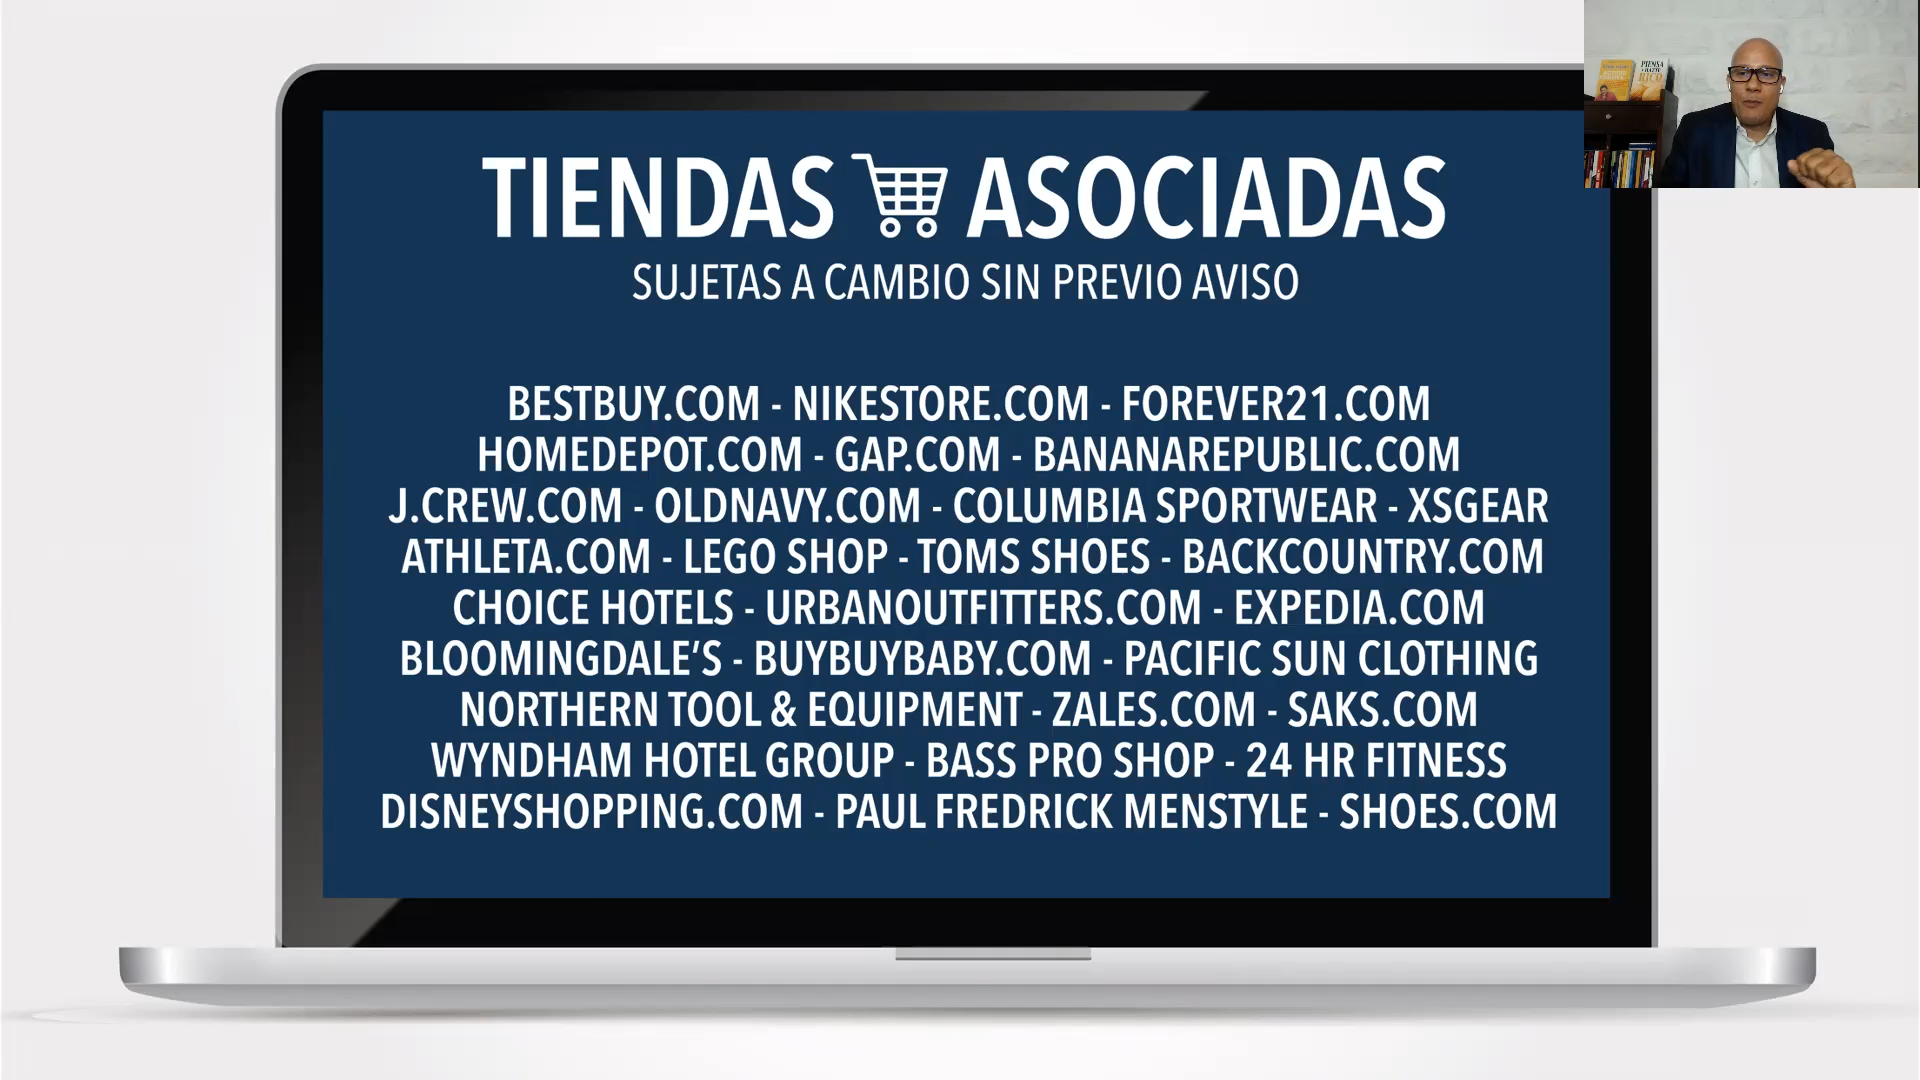 TIENDAS ASOCIADAS
SUJETAS A CAMBIO SIN PREVIO AVISO
BESTBUY.COM - NIKESTORE.COM - FOREVER21.COM
HOMEDEPOT.COM - GAP.COM - BANANAREPUBLIC.COM
J.CREW.COM - OLDNAVY.COM - COLUMBIA SPORTWEAR - XSGEAR
ATHLETA.COM - LEGO SHOP - TOMS SHOES - BACKCOUNTRY.COM
CHOICE HOTELS - URBANOUTFITTERS.COM - EXPEDIA.COM
BLOOMINGDALE’S - BUYBUYBABY.COM - PACIFIC SUN CLOTHING
NORTHERN TOOL & EQUIPMENT - ZALES.COM - SAKS.COM
WYNDHAM HOTEL GROUP - BASS PRO SHOP - 24 HR FITNESS
DISNEYSHOPPING.COM - PAUL FREDRICK MENSTYLE - SHOES.COM
PIENSA
RICO